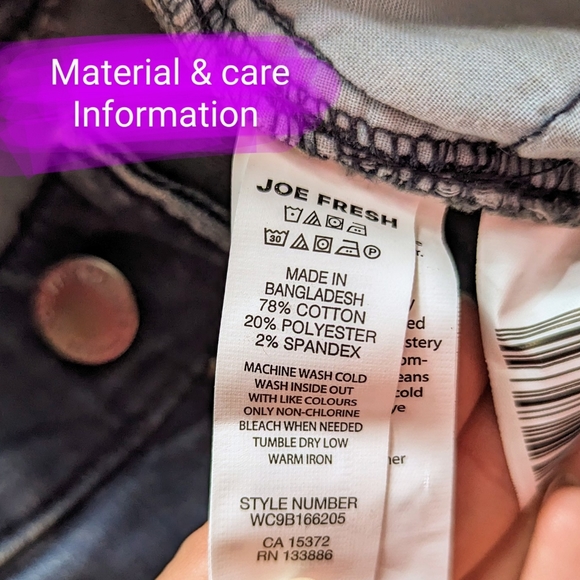 Material & care
Information
JOE FRESH
30
P
MADE IN
BANGLADESH
78% COTTON
20% POLYESTER
2% SPANDEX
MACHINE WASH COLD
WASH INSIDE OUT
WITH LIKE COLOURS
ONLY NON-CHLORINE
BLEACH WHEN NEEDED
TUMBLE DRY LOW
WARM IRON
STYLE NUMBER
WC9B166205
CA 15372
RN 133886